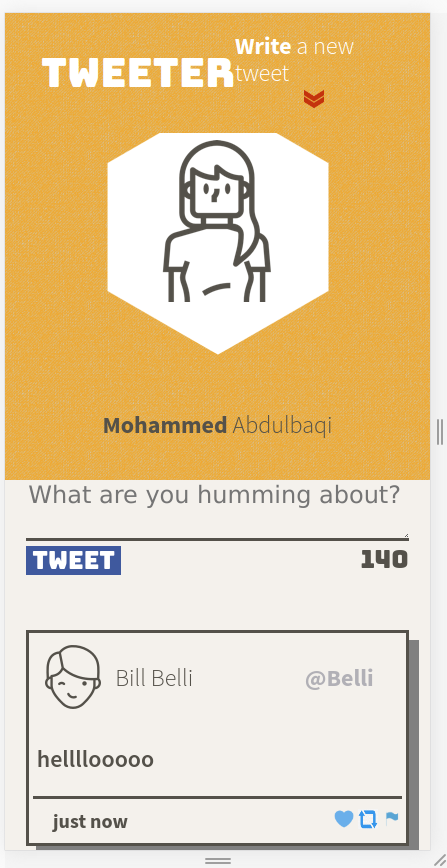 TWEETER
Write a new
tweet
Mohammed Abdulbaqi
What are you humming about?
TWEET 140
Bill Belli @Belli
hellllooooo
just now